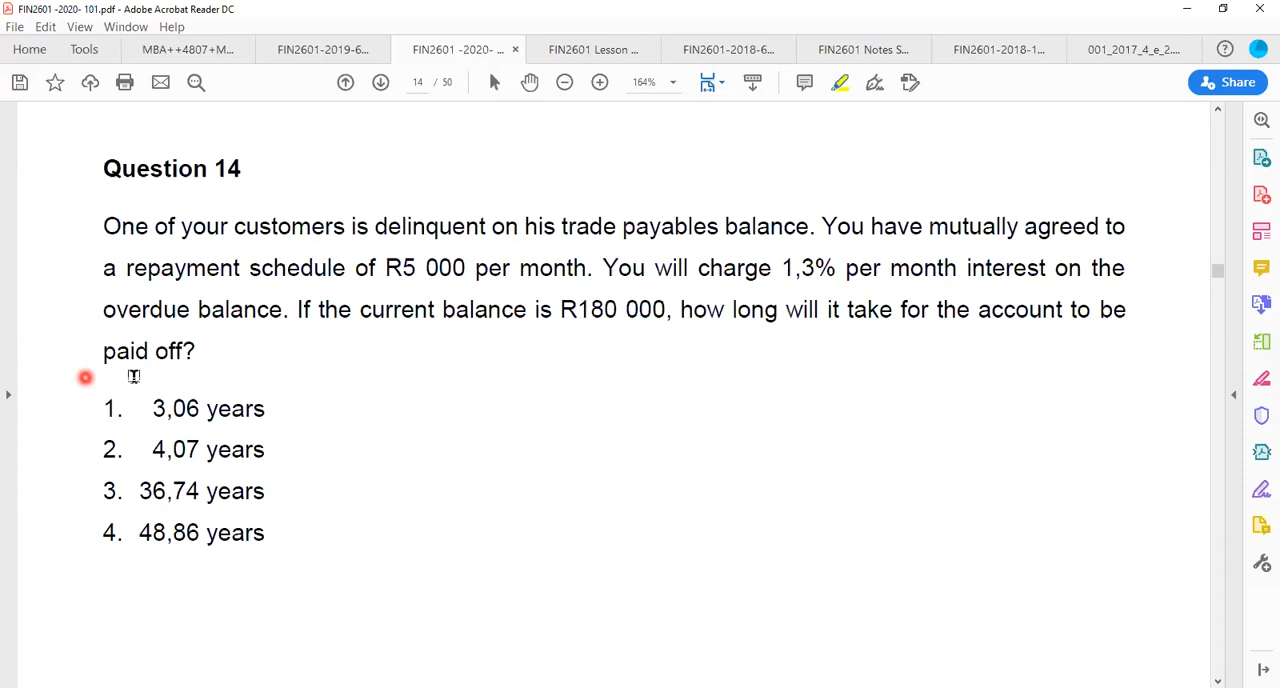 FIN2601 -2020- 101.pdf - Adobe Acrobat Reader DC
File Edit View Window Help
Home Tools MBA++4807+M... FIN2601-2019-6... FIN2601 -2020- ... × FIN2601 Lesson ... FIN2601-2018-6... FIN2601 Notes S... FIN2601-2018-1... 001_2017_4_e_2....
14 / 50 164% Share
Question 14
One of your customers is delinquent on his trade payables balance. You have mutually agreed to
a repayment schedule of R5 000 per month. You will charge 1,3% per month interest on the
overdue balance. If the current balance is R180 000, how long will it take for the account to be
paid off?
1. 3,06 years
2. 4,07 years
3. 36,74 years
4. 48,86 years